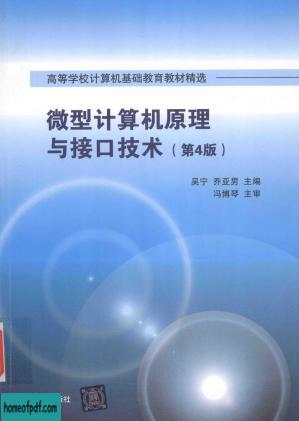 高等学校计算机基础教育教材精选
微型计算机原理
与接口技术（第4版）
吴宁 乔亚男 主编
冯博琴 主审
版社
homeofpdf.com